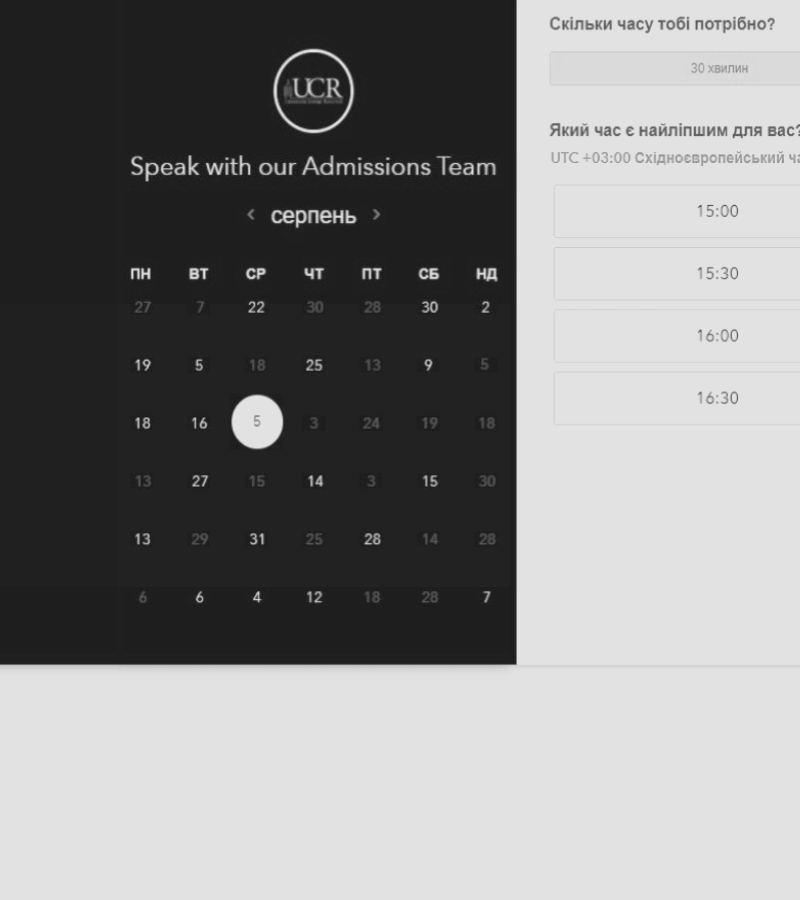 UCR
Speak with our Admissions Team
серпень
ПН ВТ СР ЧТ ПТ СБ НД
27 7 22 30 28 30 2
19 5 18 25 13 9 5
18 16 5 3 24 19 18
13 27 15 14 3 15 30
13 29 31 25 28 14 28
6 6 4 12 18 28 7
Скільки часу тобі потрібно?
30 хвилин
Який час є найліпшим для вас?
UTC +03:00 Східноєвропейський ча
15:00
15:30
16:00
16:30